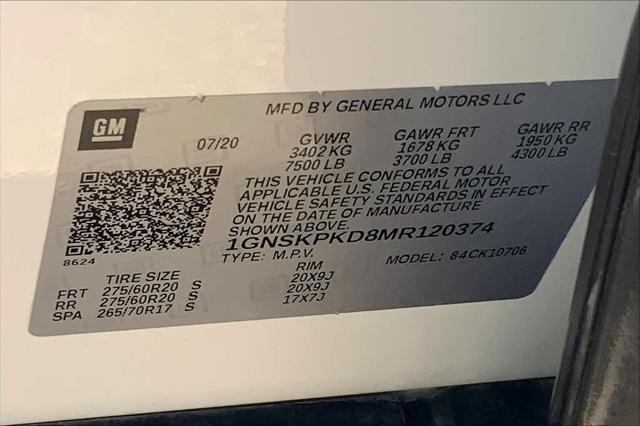 MFD BY GENERAL MOTORS LLC
GM
07/20 GVWR GAWR FRT GAWR RR
3402 KG 1678 KG 1950 KG
7500 LB 3700 LB 4300 LB
THIS VEHICLE CONFORMS TO ALL
APPLICABLE U.S. FEDERAL MOTOR
VEHICLE SAFETY STANDARDS IN EFFECT
ON THE DATE OF MANUFACTURE
SHOWN ABOVE.
1GNSKPKD8MR120374
8624
TYPE: M.P.V. MODEL: 84CK10706
TIRE SIZE RIM
FRT 275/60R20 S 20X9J
RR 275/60R20 S 20X9J
SPA 265/70R17 S 17X7J